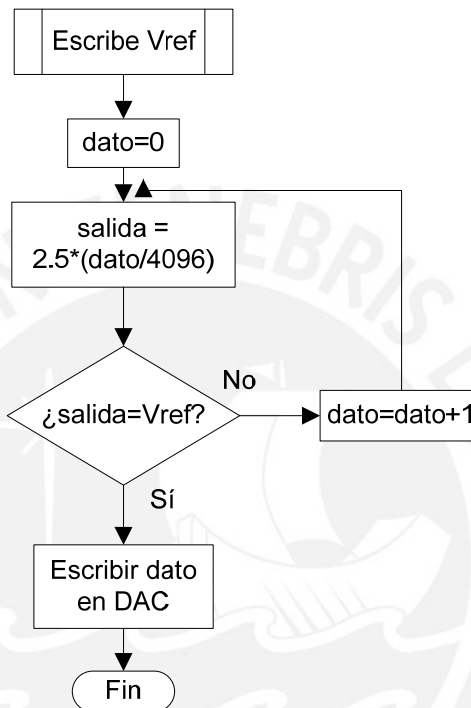 Escribe Vref
dato=0
salida =
2.5*(dato/4096)
¿salida=Vref?
No
dato=dato+1
Sí
Escribir dato
en DAC
Fin